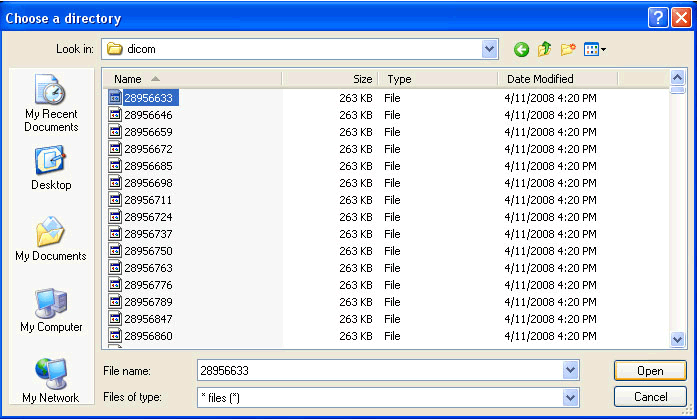 Choose a directory
Look in: dicom
Name Size Type Date Modified
28956633 263 KB File 4/11/2008 4:20 PM
28956646 263 KB File 4/11/2008 4:20 PM
28956659 263 KB File 4/11/2008 4:20 PM
28956672 263 KB File 4/11/2008 4:20 PM
28956685 263 KB File 4/11/2008 4:20 PM
28956698 263 KB File 4/11/2008 4:20 PM
28956711 263 KB File 4/11/2008 4:20 PM
28956724 263 KB File 4/11/2008 4:20 PM
28956737 263 KB File 4/11/2008 4:20 PM
28956750 263 KB File 4/11/2008 4:20 PM
28956763 263 KB File 4/11/2008 4:20 PM
28956776 263 KB File 4/11/2008 4:20 PM
28956789 263 KB File 4/11/2008 4:20 PM
28956847 263 KB File 4/11/2008 4:20 PM
28956860 263 KB File 4/11/2008 4:20 PM
My Recent
Documents
Desktop
My Documents
My Computer
My Network
File name: 28956633 Open
Files of type: * files (*) Cancel